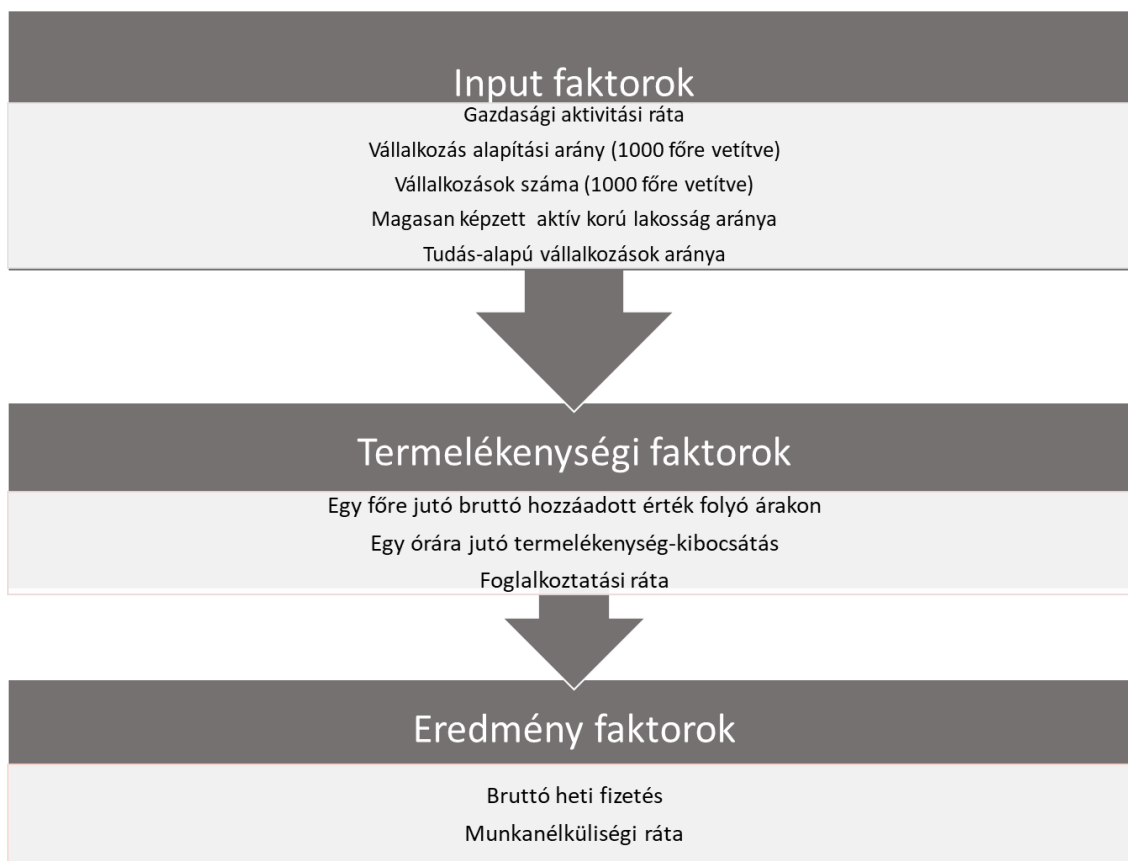 Input faktorok
Gazdasági aktivitási ráta
Vállalkozás alapítási arány (1000 főre vetítve)
Vállalkozások száma (1000 főre vetítve)
Magasan képzett aktív korú lakosság aránya
Tudás-alapú vállalkozások aránya
Termelékenységi faktorok
Egy főre jutó bruttó hozzáadott érték folyó árakon
Egy órára jutó termelékenység-kibocsátás
Foglalkoztatási ráta
Eredmény faktorok
Bruttó heti fizetés
Munkanélküliségi ráta